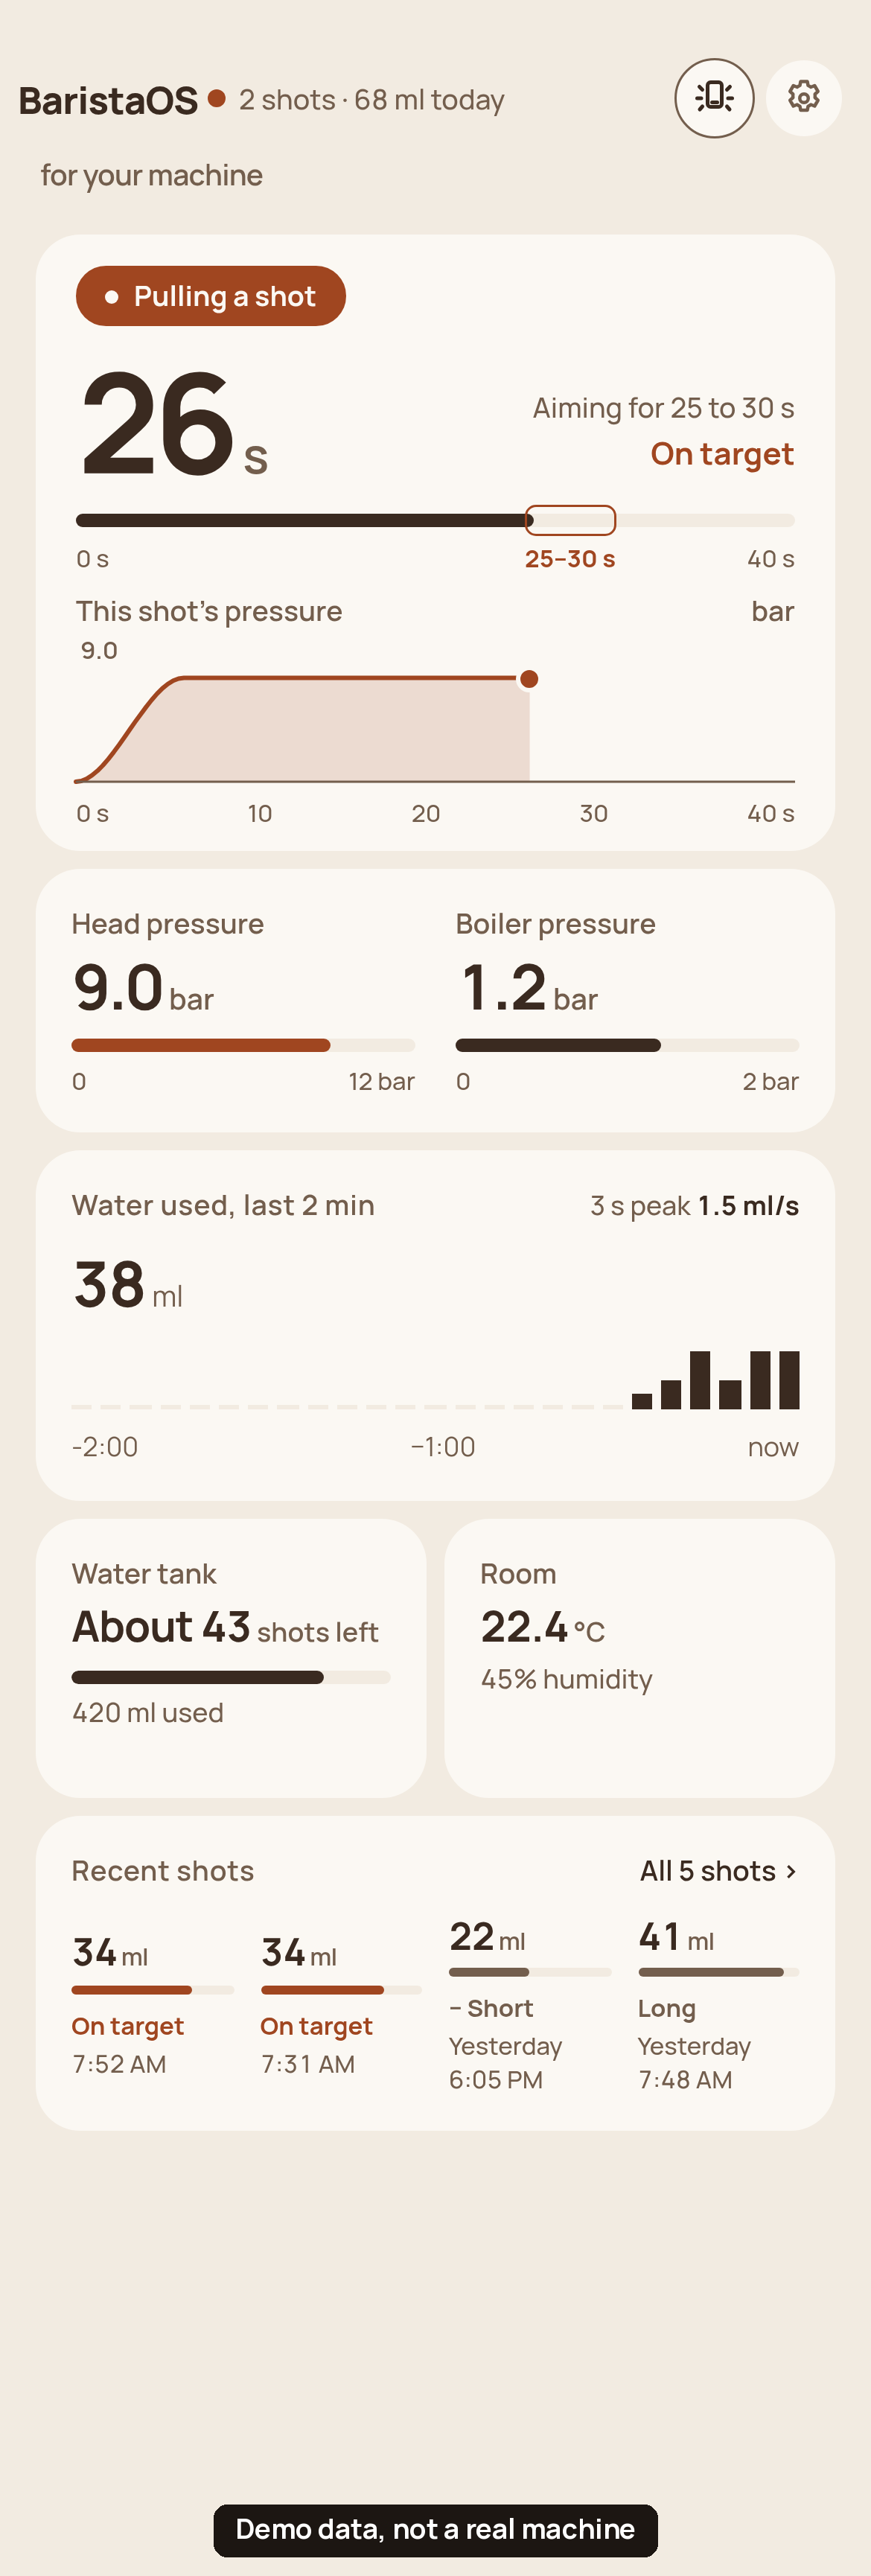 BaristaOS 2 shots · 68 ml today
for your machine
Pulling a shot
26 s
Aiming for 25 to 30 s
On target
0 s 25–30 s 40 s
This shot's pressure bar
9.0
0 s 10 20 30 40 s
Head pressure Boiler pressure
9.0 bar 1.2 bar
0 12 bar 0 2 bar
Water used, last 2 min 3 s peak 1.5 ml/s
38 ml
-2:00 −1:00 now
Water tank
About 43 shots left
420 ml used
Room
22.4 °C
45% humidity
Recent shots All 5 shots ›
34 ml
On target
7:52 AM
34 ml
On target
7:31 AM
22 ml
− Short
Yesterday
6:05 PM
41 ml
Long
Yesterday
7:48 AM
Demo data, not a real machine